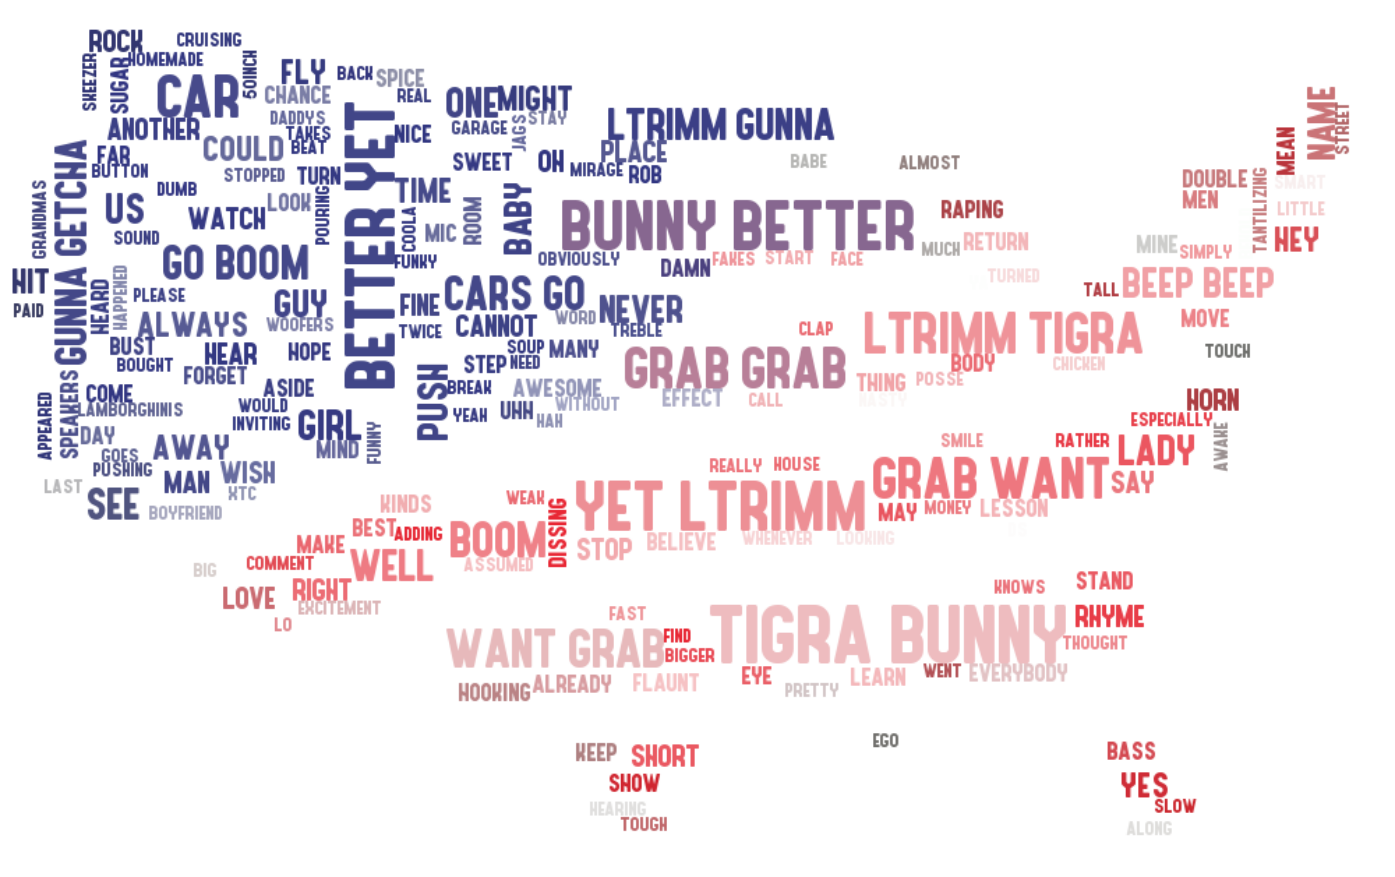 ROCK
CRUISING
SKEEZER
SUGAR
HOMEMADE
50INCH
CAR
FLY
BACK
SPICE
CHANCE
REAL
ONE
MIGHT
ANOTHER
DADDYS
TAKES
BEAT
NICE
GARAGE
JAGS
STAY
LTRIMM GUNNA
COULD
FAR
BUTTON
STOPPED
TURN
SWEET
OH
MIRAGE
PLACE
ROB
BABE
ALMOST
NAME
STREET
MEAN
GRANDMAS
GUNNA GETCHA
DUMB
US
WATCH
LOOK
POURING
BETTER YET
TIME
COOLA
MIC
ROOM
BABY
BUNNY BETTER
RAPING
DOUBLE
MEN
TANTILIZING
SMART
LITTLE
HEY
SOUND
GO BOOM
FUNKY
OBVIOUSLY
DAMN
FAKES
START
FACE
MUCH
RETURN
MINE
SIMPLY
HIT
PAID
HEARD
HAPPENED
PLEASE
GUY
FINE
CARS GO
NEVER
TURNED
TALL
BEEP BEEP
ALWAYS
WOOFERS
TWICE
CANNOT
WORD
TREBLE
CLAP
LTRIMM TIGRA
MOVE
BUST
BOUGHT
HEAR
HOPE
SOUP
MANY
STEP
NEED
GRAB GRAB
BODY
CHICKEN
TOUCH
SPEAKERS
APPEARED
COME
FORGET
ASIDE
PUSH
BREAK
AWESOME
WITHOUT
EFFECT
CALL
THING
POSSE
NASTY
HORN
LAMBORGHINIS
WOULD
INVITING
GIRL
YEAH
UHH
HAH
ESPECIALLY
DAY
GOES
PUSHING
AWAY
MIND
FUNNY
SMILE
RATHER
LADY
AWAKE
LAST
SEE
MAN
WISH
XTC
BOYFRIEND
REALLY
HOUSE
GRAB WANT
SAY
KINDS
WEAK
DISSING
YET LTRIMM
MAY
MONEY
LESSON
BEST
ADDING
BOOM
STOP
BELIEVE
WHENEVER
LOOKING
MAKE
COMMENT
WELL
ASSUMED
BIG
LOVE
RIGHT
EXCITEMENT
LO
KNOWS
STAND
FAST
TIGRA BUNNY
RHYME
THOUGHT
WANT GRAB
FIND
BIGGER
HOOKING
ALREADY
FLAUNT
EYE
PRETTY
LEARN
WENT
EVERYBODY
KEEP
SHORT
EGO
BASS
SHOW
YES
SLOW
HEARING
TOUGH
ALONG